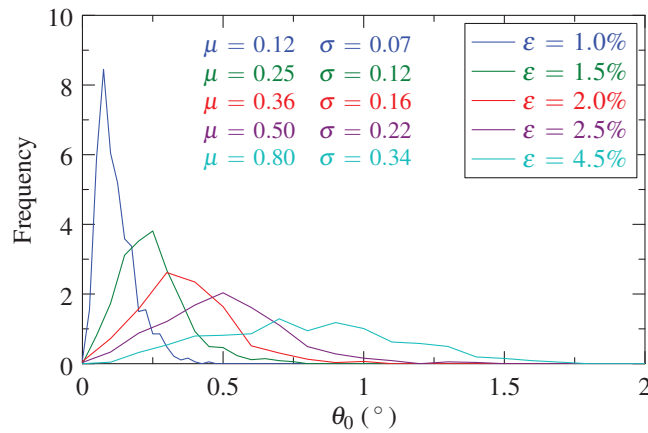 10
8
6
4
2
0
Frequency
μ = 0.12 σ = 0.07
μ = 0.25 σ = 0.12
μ = 0.36 σ = 0.16
μ = 0.50 σ = 0.22
μ = 0.80 σ = 0.34
ε = 1.0%
ε = 1.5%
ε = 2.0%
ε = 2.5%
ε = 4.5%
0 0.5 1 1.5 2
θ₀ (°)